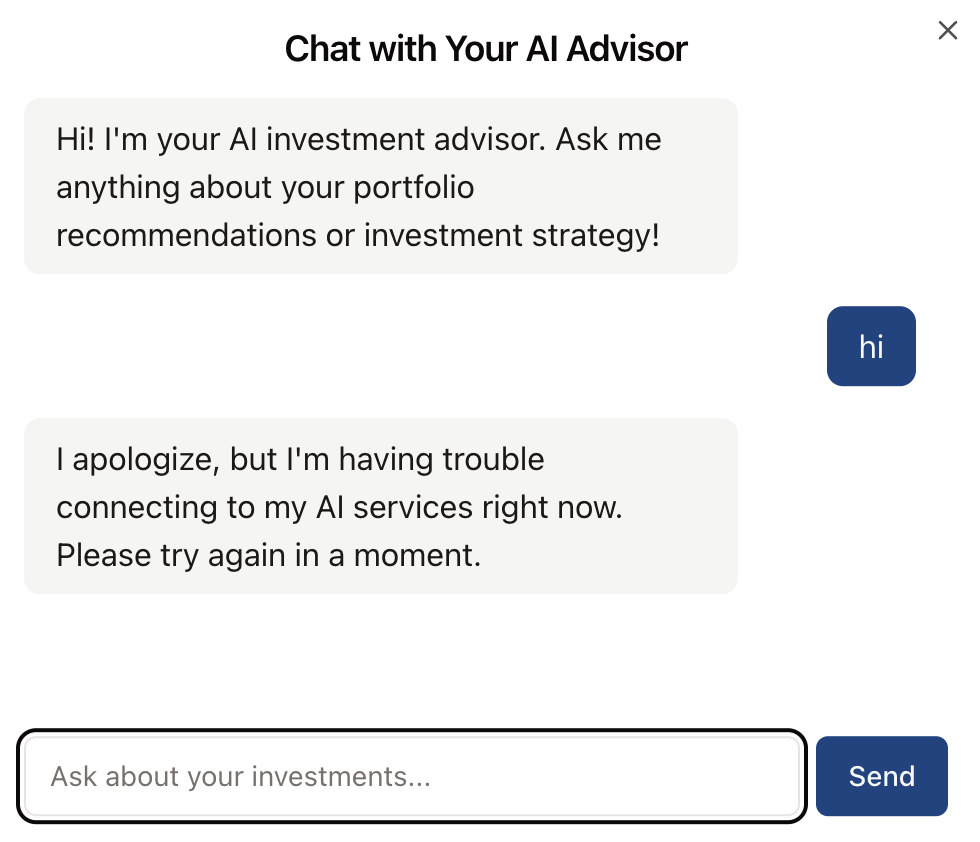 Chat with Your AI Advisor
Hi! I'm your AI investment advisor. Ask me
anything about your portfolio
recommendations or investment strategy!
hi
I apologize, but I'm having trouble
connecting to my AI services right now.
Please try again in a moment.
Ask about your investments...
Send